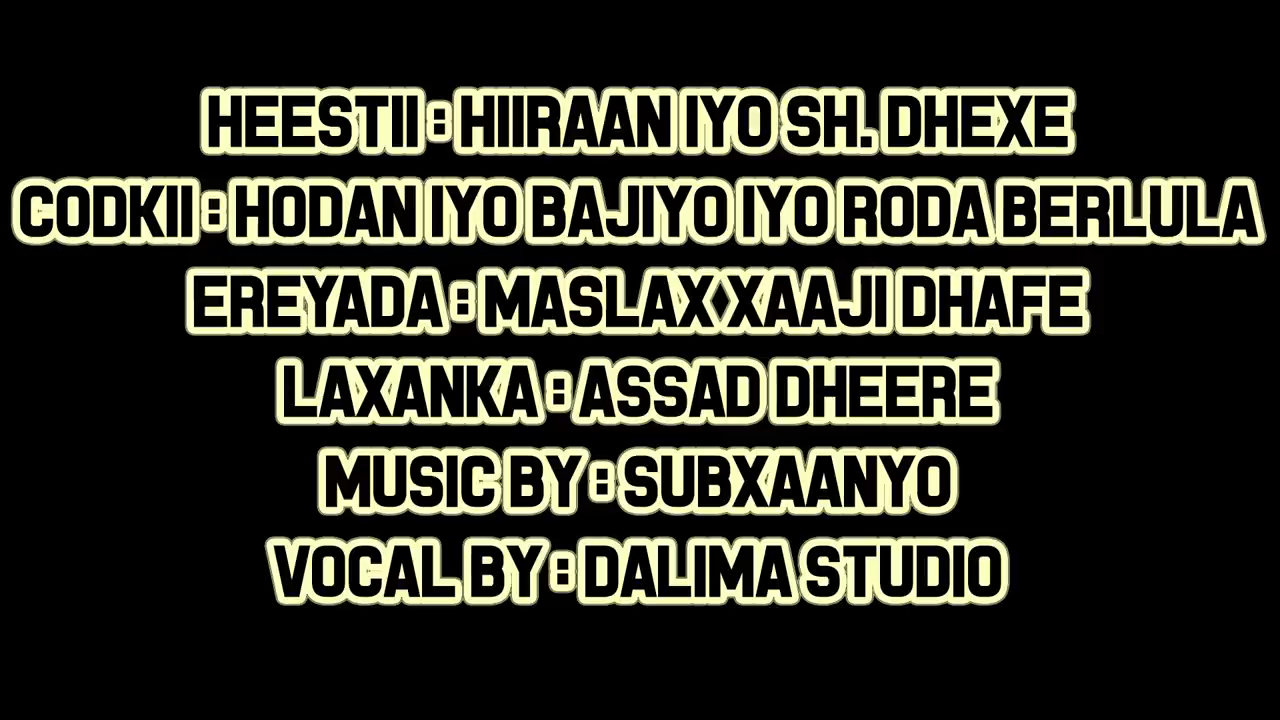 HEESTII : HIIRAAN IYO SH. DHEXE
CODKII : HODAN IYO BAJIYO IYO RODA BERLULA
EREYADA : MASLAX XAAJI DHAFE
LAXANKA : ASSAD DHEERE
MUSIC BY : SUBXAANYO
VOCAL BY : DALIMA STUDIO